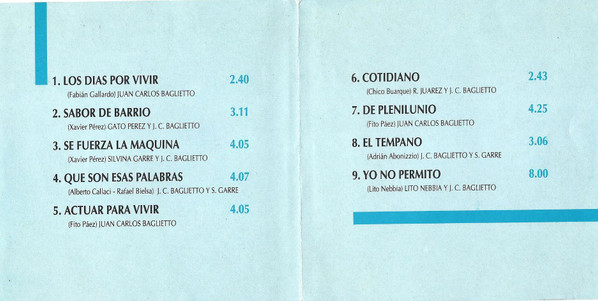 1. LOS DIAS POR VIVIR 2.40
(Fabián Gallardo) JUAN CARLOS BAGLIETTO
2. SABOR DE BARRIO 3.11
(Xavier Pérez) GATO PEREZ Y J. C. BAGLIETTO
3. SE FUERZA LA MAQUINA 4.05
(Xavier Pérez) SILVINA GARRE Y J. C. BAGLIETTO
4. QUE SON ESAS PALABRAS 4.07
(Alberto Callaci - Rafael Bielsa) J. C. BAGLIETTO Y S. GARRE
5. ACTUAR PARA VIVIR 4.05
(Fito Páez) JUAN CARLOS BAGLIETTO
6. COTIDIANO 2.43
(Chico Buarque) R. JUAREZ Y J. C. BAGLIETTO
7. DE PLENILUNIO 4.25
(Fito Páez) JUAN CARLOS BAGLIETTO
8. EL TEMPANO 3.06
(Adrián Abonizzio) J. C. BAGLIETTO Y S. GARRE
9. YO NO PERMITO 8.00
(Lito Nebbia) LITO NEBBIA Y J. C. BAGLIETTO